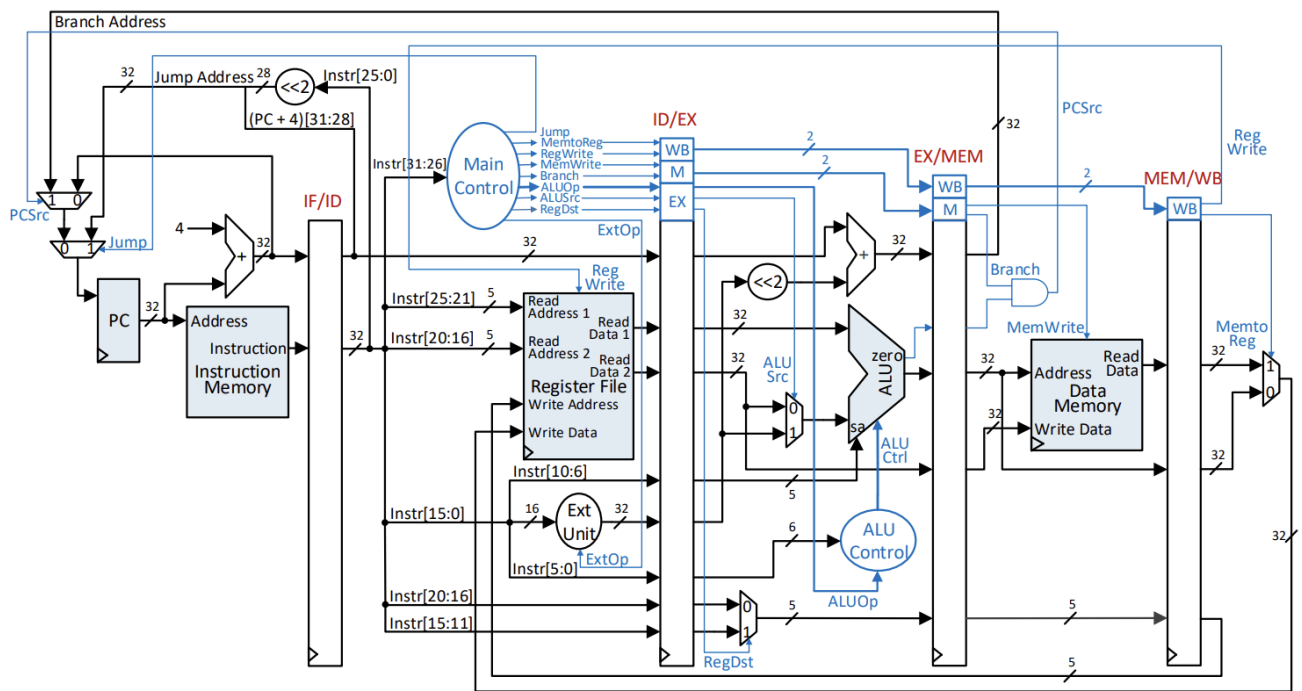 Branch Address
32
Jump Address
28
<<2
Instr[25:0]
(PC + 4)[31:28]
Instr[31:26]
Main
Control
Jump
MemtoReg
RegWrite
MemWrite
Branch
ALUOp
ALUSrc
RegDst
ExtOp
ID/EX
WB
M
EX
2
2
32
PCSrc
Reg
Write
EX/MEM
WB
M
2
MEM/WB
WB
1 0
PCSrc
0 1
Jump
IF/ID
4
+
32
PC
32
Address
Instruction
Instruction
Memory
32
32
Reg
Write
Instr[25:21]
5
Instr[20:16]
5
Read
Address 1
Read
Data 1
Read
Address 2
Read
Data 2
Register File
Write Address
Write Data
<<2
+
32
32
32
ALU
Src
0
1
zero
ALU
sa
ALU
Ctrl
Branch
MemWrite
32
32
Address
Read
Data
Data
Memory
Write Data
Memto
Reg
32
1
0
32
Instr[10:6]
5
Instr[15:0]
16
Ext
Unit
32
ExtOp
6
ALU
Control
Instr[5:0]
ALUOp
Instr[20:16]
Instr[15:11]
0
1
RegDst
5
5
5
32